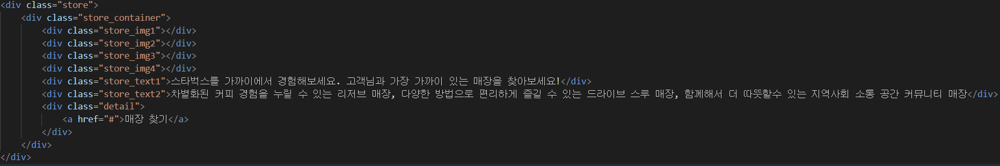 <div class="store">
<div class="store_container">
<div class="store_img1"></div>
<div class="store_img2"></div>
<div class="store_img3"></div>
<div class="store_img4"></div>
<div class="store_text1">스타벅스를 가까이에서 경험해보세요. 고객님과 가장 가까이 있는 매장을 찾아보세요!</div>
<div class="store_text2">차별화된 커피 경험을 누릴 수 있는 리저브 매장, 다양한 방법으로 편리하게 즐길 수 있는 드라이브 스루 매장, 함께해서 더 따뜻할수 있는 지역사회 소통 공간 커뮤니티 매장</div>
<div class="detail">
<a href="#">매장 찾기</a>
</div>
</div>
</div>